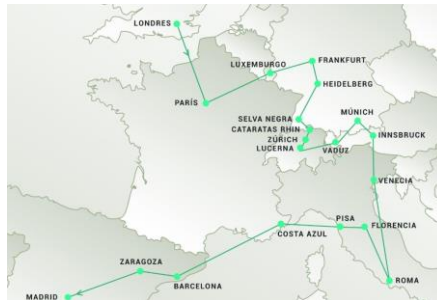 LONDRES
LUXEMBURGO
FRANKFURT
HEIDELBERG
PARÍS
SELVA NEGRA
CATARATAS RHIN
ZÚRICH
LUCERNA
MÚNICH
INNSBRUCK
VADUZ
VENECIA
PISA
FLORENCIA
COSTA AZUL
ZARAGOZA
BARCELONA
MADRID
ROMA